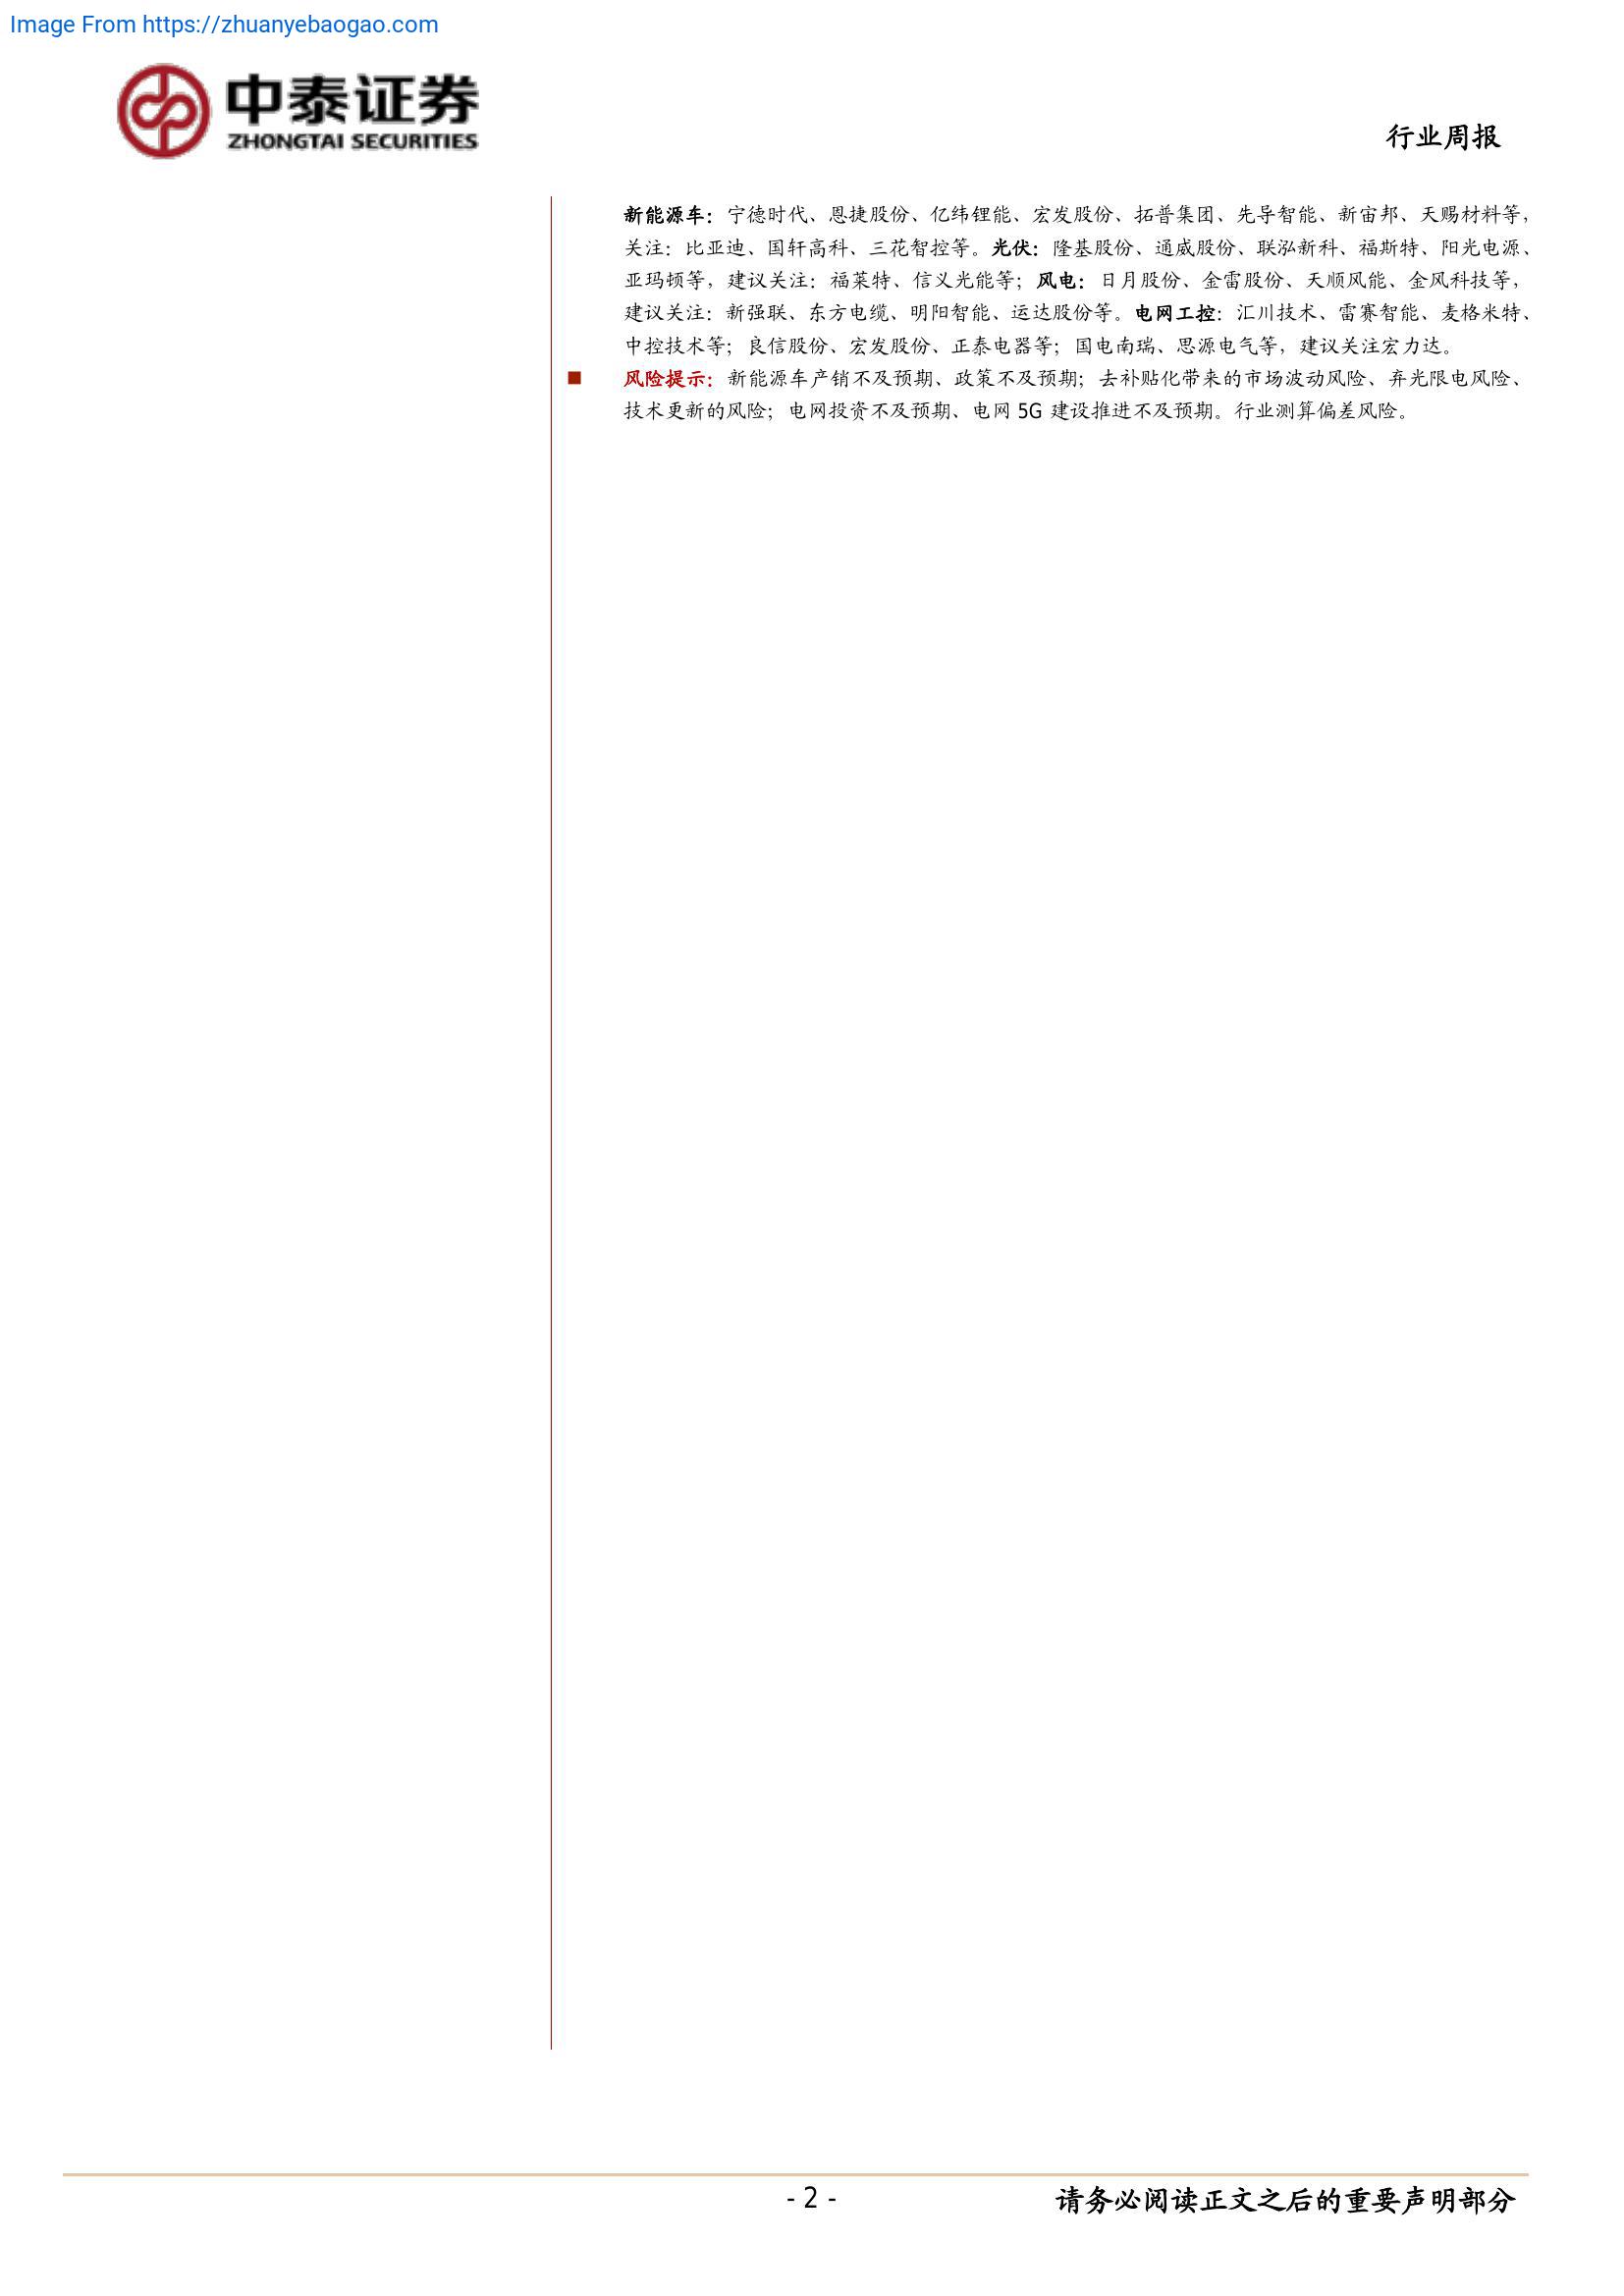 Image From https://zhuanyebaogao.com
中泰证券
ZHONGTAI SECURITIES
行业周报
新能源车：宁德时代、恩捷股份、亿纬锂能、宏发股份、拓普集团、先导智能、新宙邦、天赐材料等，
关注：比亚迪、国轩高科、三花智控等。光伏：隆基股份、通威股份、联泓新科、福斯特、阳光电源、
亚玛顿等，建议关注：福莱特、信义光能等；风电：日月股份、金雷股份、天顺风能、金风科技等，
建议关注：新强联、东方电缆、明阳智能、运达股份等。电网工控：汇川技术、雷赛智能、麦格米特、
中控技术等；良信股份、宏发股份、正泰电器等；国电南瑞、思源电气等，建议关注宏力达。
■ 风险提示：新能源车产销不及预期、政策不及预期；去补贴化带来的市场波动风险、弃光限电风险、
技术更新的风险；电网投资不及预期、电网 5G 建设推进不及预期。行业测算偏差风险。
- 2 -
请务必阅读正文之后的重要声明部分